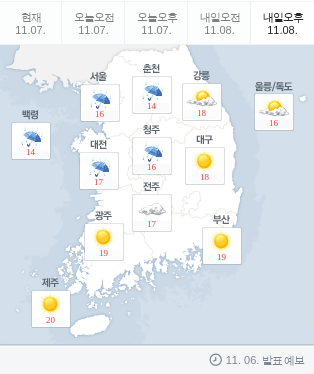 현재 오늘오전 오늘오후 내일오전 내일오후
11.07. 11.07. 11.07. 11.08. 11.08.
서울 춘천 강릉 울릉/독도
16 14 18 16
백령 대전 청주 대구
14 17 16 18
광주 전주 부산
19 17 19
제주
20
11. 06. 발표 예보